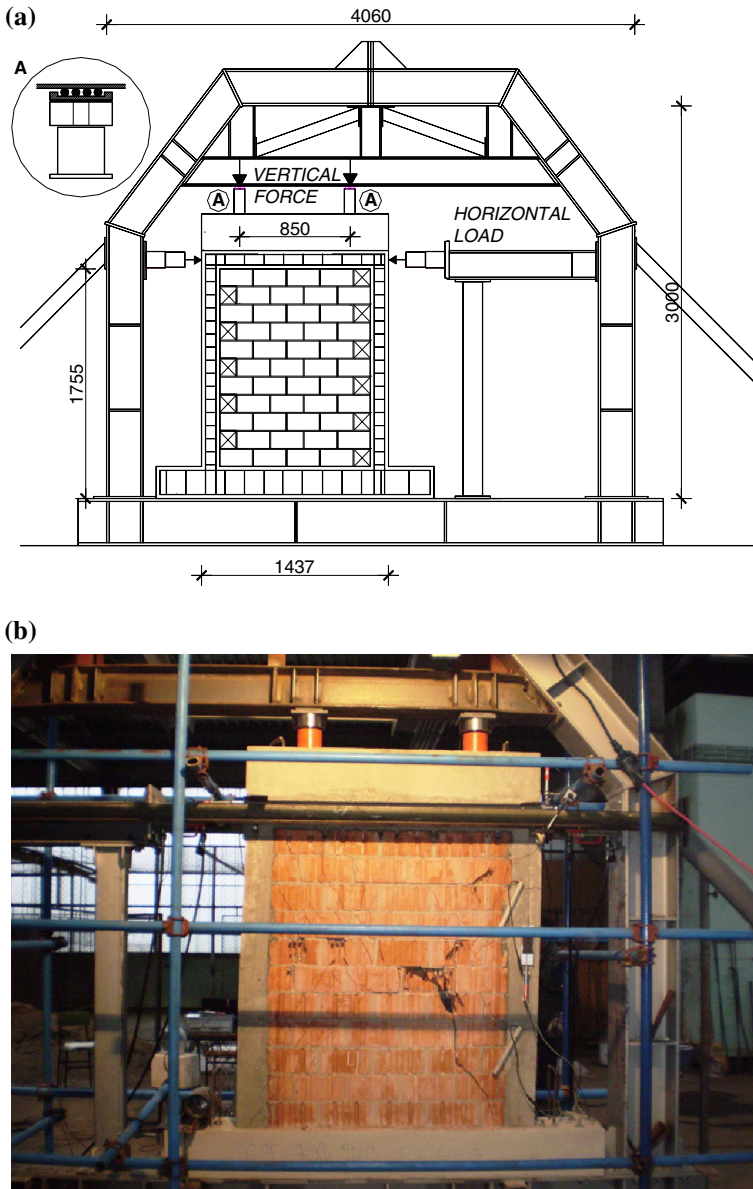 (a)
4060
A
VERTICAL
FORCE
A
A
HORIZONTAL
LOAD
850
3000
1755
1437
(b)